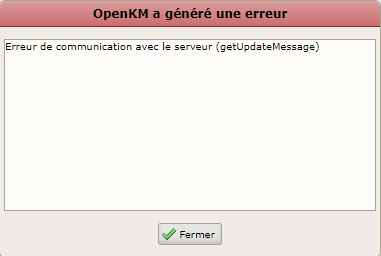 OpenKM a généré une erreur
Erreur de communication avec le serveur (getUpdateMessage)
Fermer